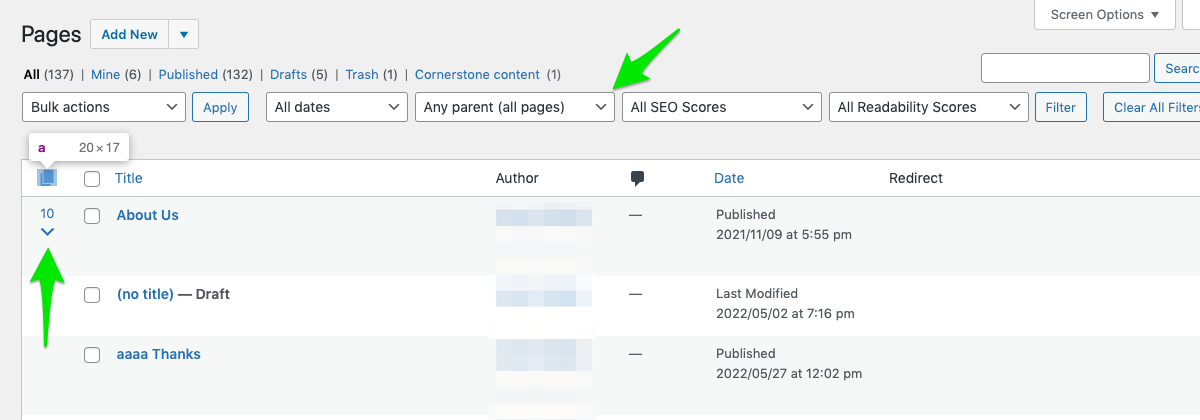 Screen Options
Pages Add New
All (137) | Mine (6) | Published (132) | Drafts (5) | Trash (1) | Cornerstone content (1)
Searc
Bulk actions Apply All dates Any parent (all pages) All SEO Scores All Readability Scores Filter Clear All Filters
a 20 × 17
Title Author Date Redirect
10 About Us — Published
2021/11/09 at 5:55 pm
(no title) — Draft — Last Modified
2022/05/02 at 7:16 pm
aaaa Thanks — Published
2022/05/27 at 12:02 pm